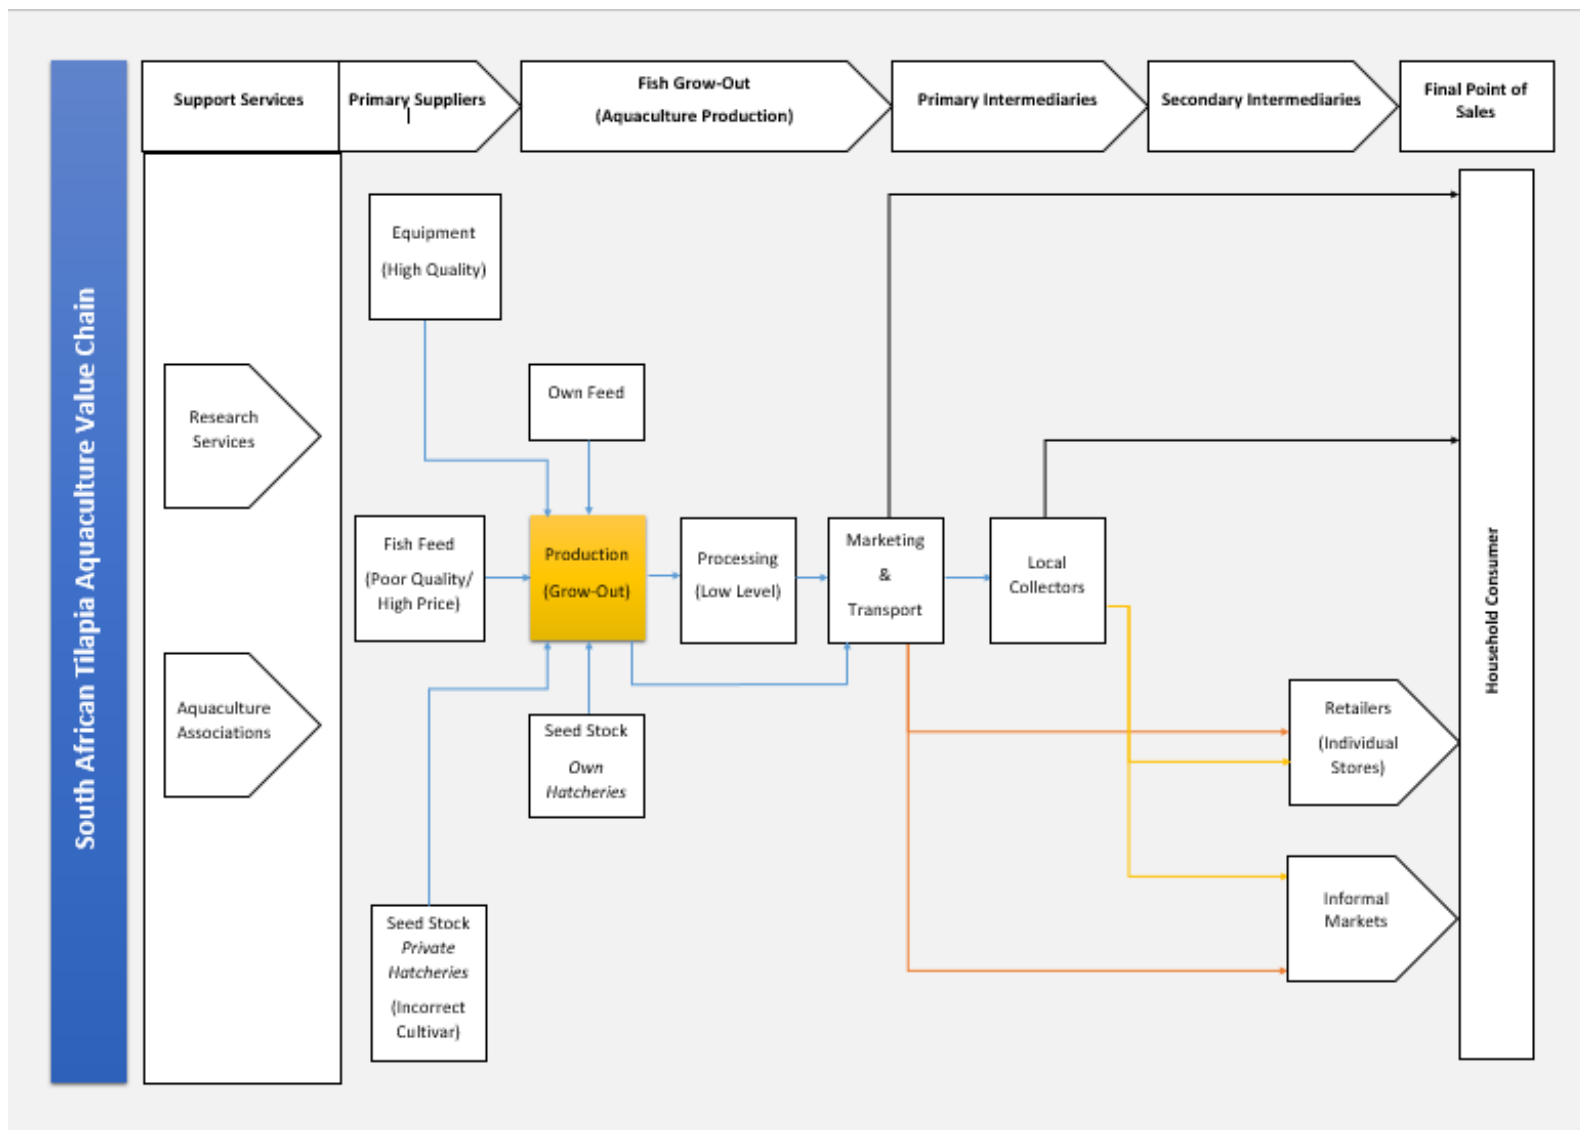 South African Tilapia Aquaculture Value Chain
Support Services
Primary Suppliers
Fish Grow-Out
(Aquaculture Production)
Primary Intermediaries
Secondary Intermediaries
Final Point of
Sales
Equipment
(High Quality)
Research
Services
Own Feed
Fish Feed
(Poor Quality/
High Price)
Production
(Grow-Out)
Processing
(Low Level)
Marketing
&
Transport
Local
Collectors
Household Consumer
Aquaculture
Associations
Seed Stock
Own
Hatcheries
Retailers
(Individual
Stores)
Seed Stock
Private
Hatcheries
(Incorrect
Cultivar)
Informal
Markets